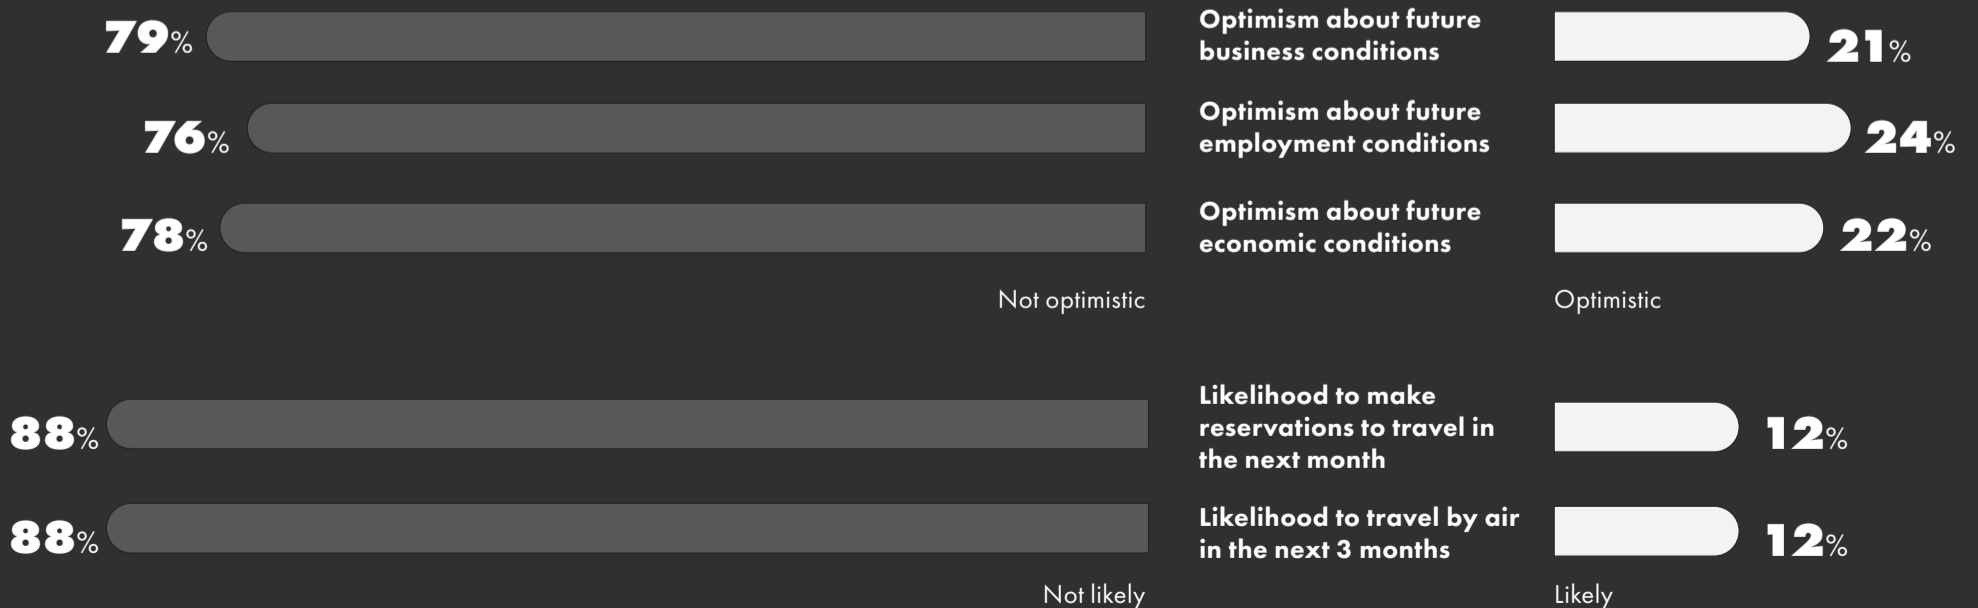 79%
Optimism about future
business conditions
21%
76%
Optimism about future
employment conditions
24%
78%
Optimism about future
economic conditions
22%
Not optimistic
Optimistic
88%
Likelihood to make
reservations to travel in
the next month
12%
88%
Likelihood to travel by air
in the next 3 months
12%
Not likely
Likely